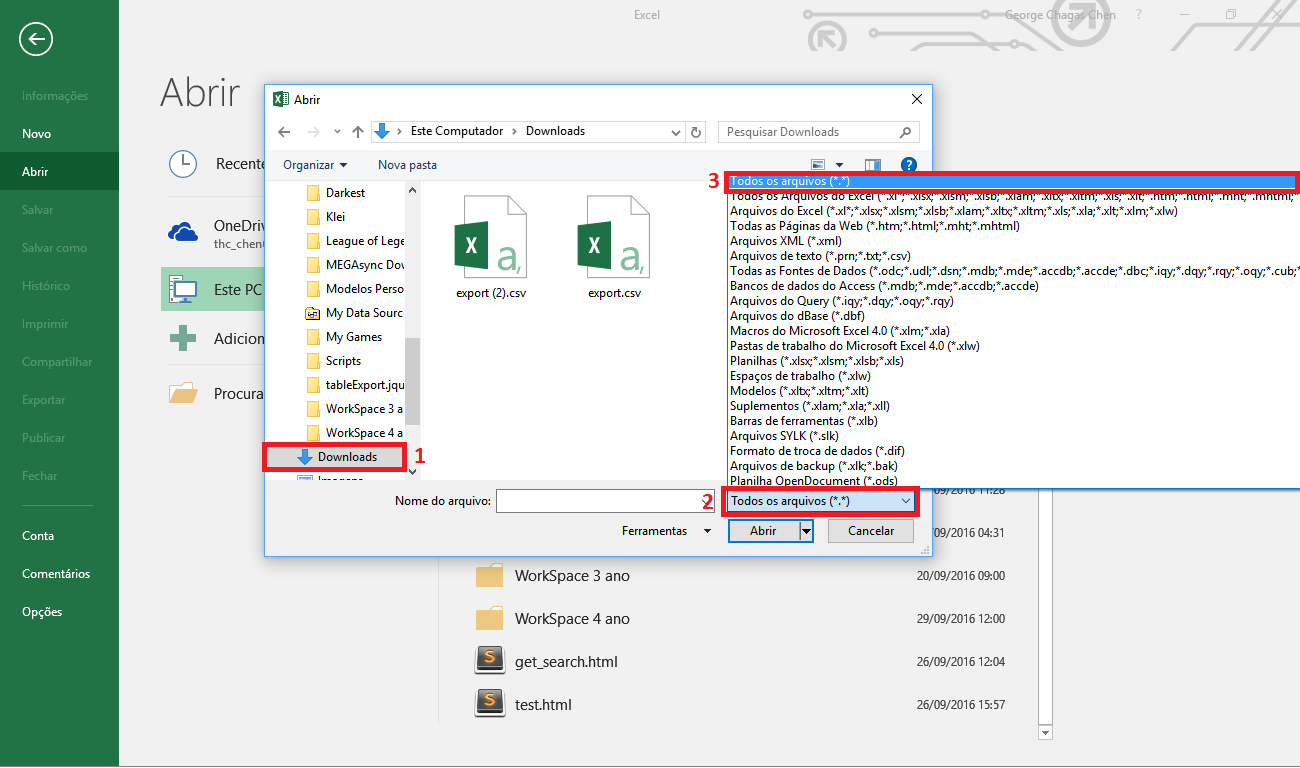 Excel
George Chagas Chen
?
Informações
Novo
Abrir
Salvar
Salvar como
Histórico
Imprimir
Compartilhar
Exportar
Publicar
Fechar
Conta
Comentários
Opções
Abrir
Recente
OneDriv
thc_chen
Este PC
Adicion
Procura
Abrir
Este Computador > Downloads
Pesquisar Downloads
Organizar
Nova pasta
?
Darkest
Klei
League of Lege
MEGAsync Dov
Modelos Perso
My Data Sourc
My Games
Scripts
tableExport.jqu
WorkSpace 3 a
WorkSpace 4 a
Downloads
1
Imagens
export (2).csv
export.csv
3
Todos os arquivos (*.*)
Todos os Arquivos do Excel (*.xl*;*.xlsx;*.xlsm;*.xlsb;*.xlam;*.xltx;*.xltm;*.xls;*.xlt;*.htm;*.html;*.mht;*.mhtml;
Arquivos do Excel (*.xl*;*.xlsx;*.xlsm;*.xlsb;*.xlam;*.xltx;*.xltm;*.xls;*.xla;*.xlt;*.xlm;*.xlw)
Todas as Páginas da Web (*.htm;*.html;*.mht;*.mhtml)
Arquivos XML (*.xml)
Arquivos de texto (*.prn;*.txt;*.csv)
Todas as Fontes de Dados (*.odc;*.udl;*.dsn;*.mdb;*.mde;*.accdb;*.accde;*.dbc;*.iqy;*.dqy;*.rqy;*.oqy;*.cub;*
Bancos de dados do Access (*.mdb;*.mde;*.accdb;*.accde)
Arquivos do Query (*.iqy;*.dqy;*.oqy;*.rqy)
Arquivos do dBase (*.dbf)
Macros do Microsoft Excel 4.0 (*.xlm;*.xla)
Pastas de trabalho do Microsoft Excel 4.0 (*.xlw)
Planilhas (*.xlsx;*.xlsm;*.xlsb;*.xls)
Espaços de trabalho (*.xlw)
Modelos (*.xltx;*.xltm;*.xlt)
Suplementos (*.xlam;*.xla;*.xll)
Barras de ferramentas (*.xlb)
Arquivos SYLK (*.slk)
Formato de troca de dados (*.dif)
Arquivos de backup (*.xlk;*.bak)
Planilha OpenDocument (*.ods)
Nome do arquivo:
2
Todos os arquivos (*.*)
Ferramentas
Abrir
Cancelar
09/2016 11:28
09/2016 04:31
WorkSpace 3 ano
20/09/2016 09:00
WorkSpace 4 ano
29/09/2016 12:00
get_search.html
26/09/2016 12:04
test.html
26/09/2016 15:57